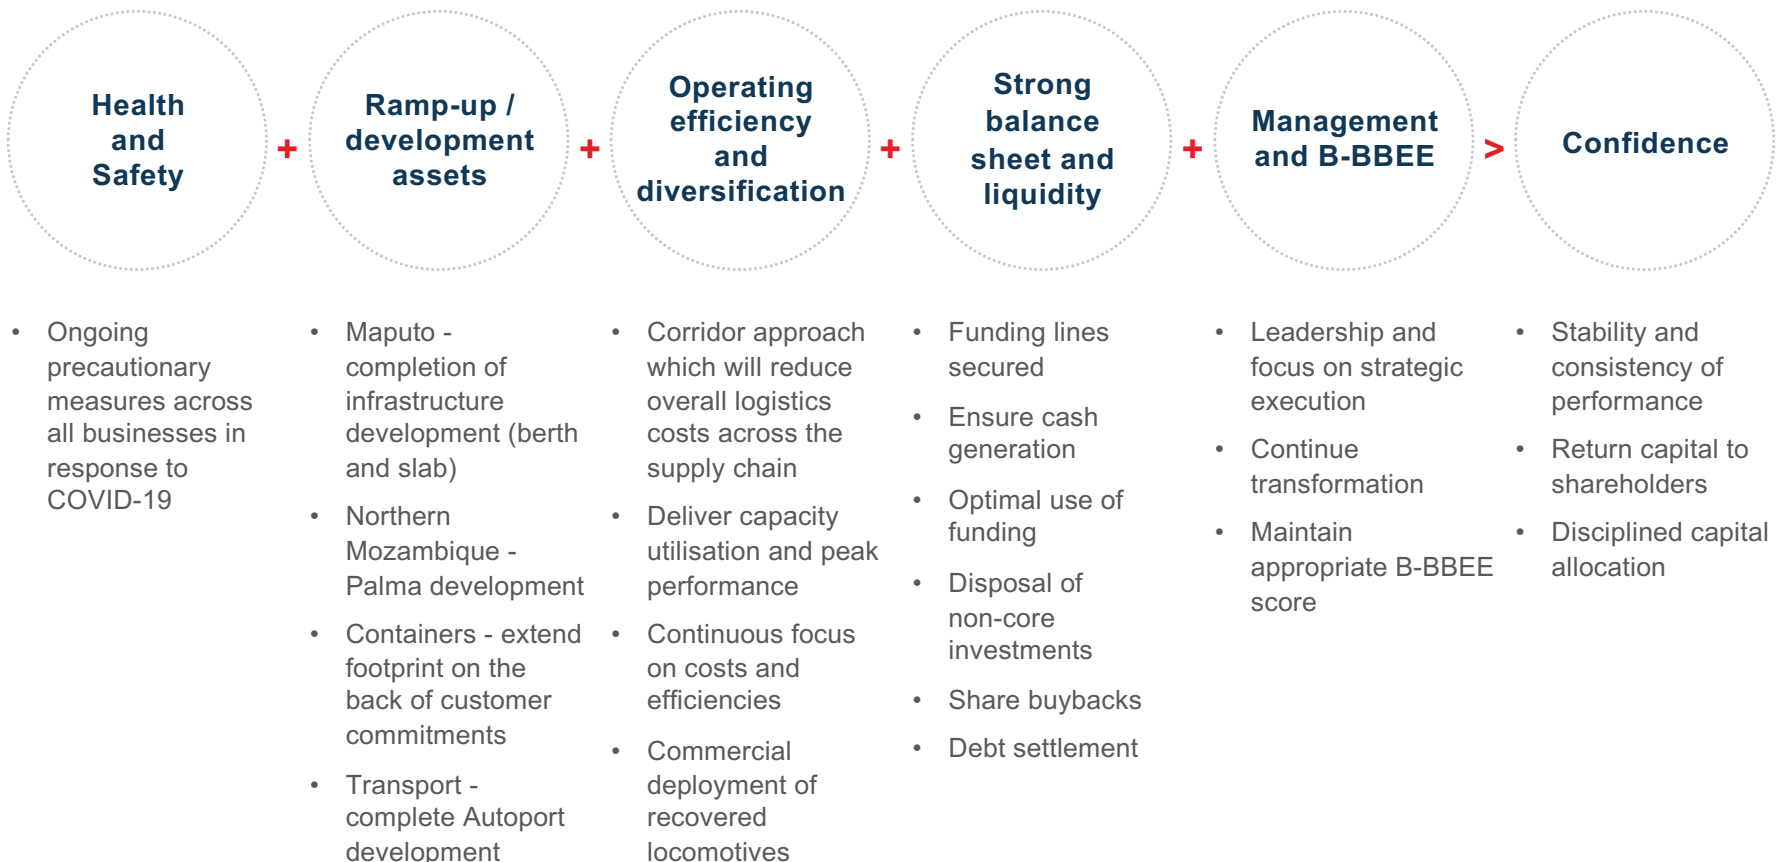 Health
and
Safety
+
Ramp-up /
development
assets
+
Operating
efficiency
and
diversification
+
Strong
balance
sheet and
liquidity
+
Management
and B-BBEE
>
Confidence
• Ongoing
precautionary
measures across
all businesses in
response to
COVID-19
• Maputo -
completion of
infrastructure
development (berth
and slab)
• Northern
Mozambique -
Palma development
• Containers - extend
footprint on the
back of customer
commitments
• Transport -
complete Autoport
development
• Corridor approach
which will reduce
overall logistics
costs across the
supply chain
• Deliver capacity
utilisation and peak
performance
• Continuous focus
on costs and
efficiencies
• Commercial
deployment of
recovered
locomotives
• Funding lines
secured
• Ensure cash
generation
• Optimal use of
funding
• Disposal of
non-core
investments
• Share buybacks
• Debt settlement
• Leadership and
focus on strategic
execution
• Continue
transformation
• Maintain
appropriate B-BBEE
score
• Stability and
consistency of
performance
• Return capital to
shareholders
• Disciplined capital
allocation